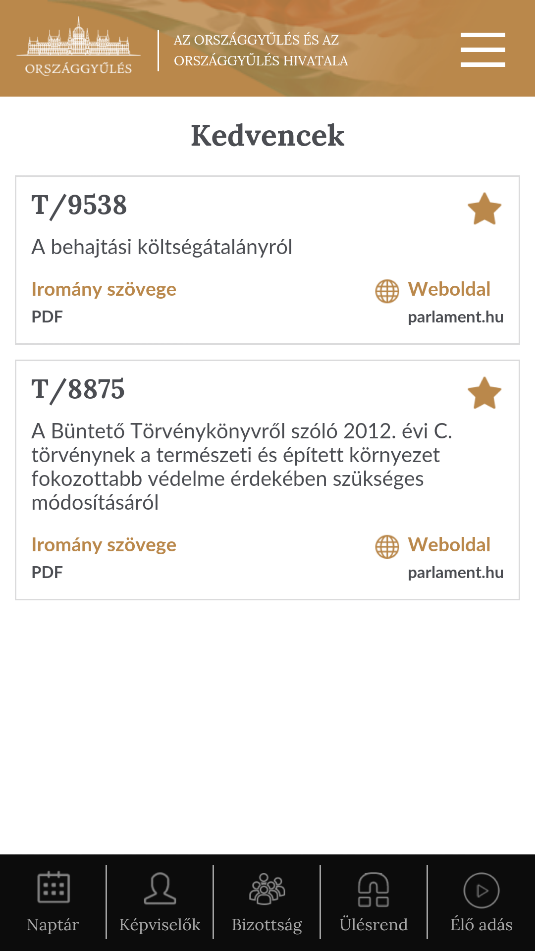 ORSZÁGGYŰLÉS
AZ ORSZÁGGYŰLÉS ÉS AZ
ORSZÁGGYŰLÉS HIVATALA
Kedvencek
T/9538
A behajtási költségátalányról
Iromány szövege
PDF
Weboldal
parlament.hu
T/8875
A Büntető Törvénykönyvről szóló 2012. évi C.
törvénynek a természeti és épített környezet
fokozottabb védelme érdekében szükséges
módosításáról
Iromány szövege
PDF
Weboldal
parlament.hu
Naptár
Képviselők
Bizottság
Ülésrend
Élő adás